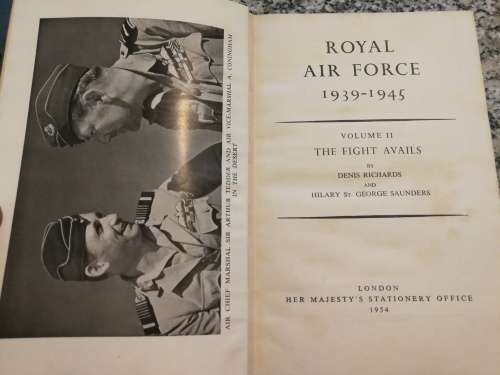 AIR CHIEF MARSHAL SIR ARTHUR TEDDER AND AIR VICE-MARSHAL A. CONINGHAM
IN THE DESERT
ROYAL
AIR FORCE
1939-1945
VOLUME II
THE FIGHT AVAILS
BY
DENIS RICHARDS
AND
HILARY ST. GEORGE SAUNDERS
LONDON
HER MAJESTY'S STATIONERY OFFICE
1954